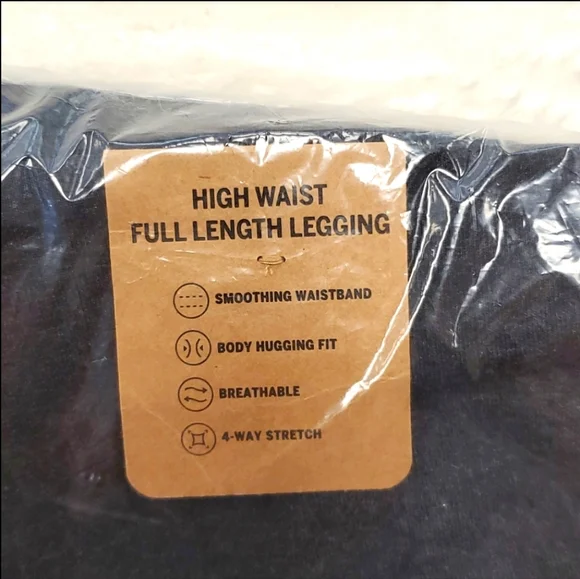 HIGH WAIST
FULL LENGTH LEGGING
SMOOTHING WAISTBAND
BODY HUGGING FIT
BREATHABLE
4-WAY STRETCH